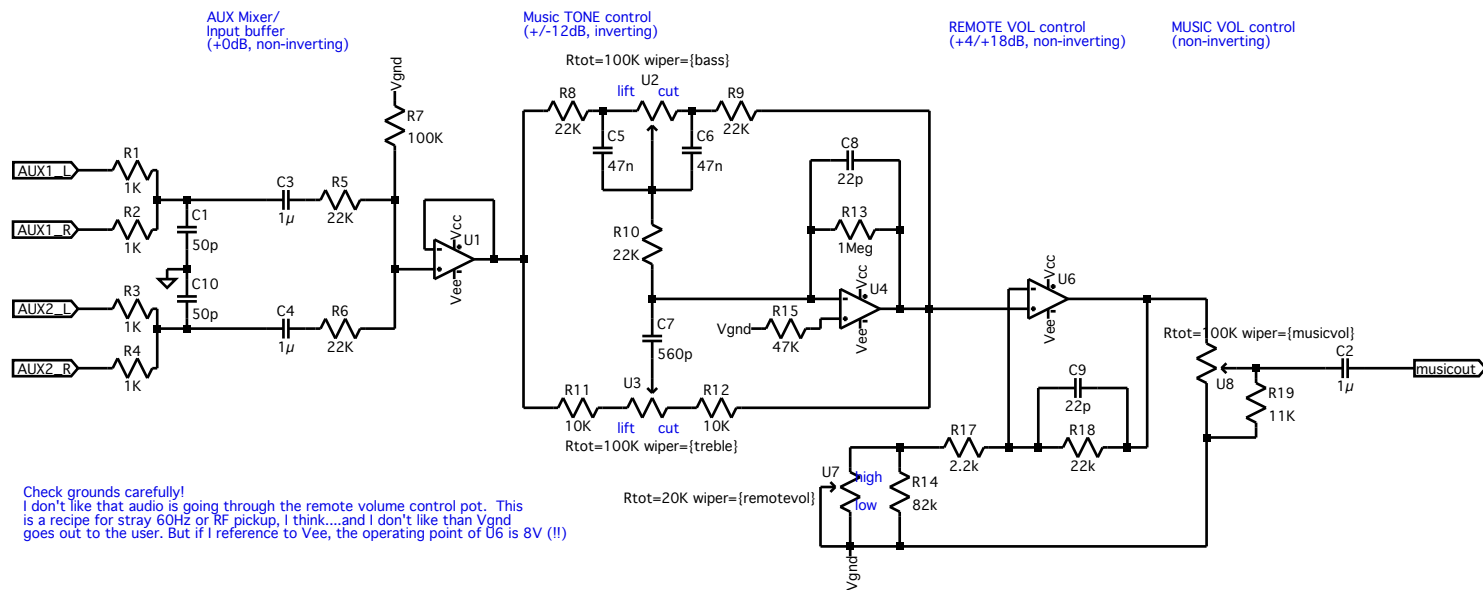 AUX Mixer/
Input buffer
(+0dB, non-inverting)
Music TONE control
(+/-12dB, inverting)
REMOTE VOL control
(+4/+18dB, non-inverting)
MUSIC VOL control
(non-inverting)
Rtot=100K wiper={bass}
U2
lift cut
R8
22K
R9
22K
C5
47n
C6
47n
Vgnd
R7
100K
AUX1_L
R1
1K
AUX1_R
R2
1K
C1
50p
C3
1µ
R5
22K
C10
50p
AUX2_L
R3
1K
AUX2_R
R4
1K
C4
1µ
R6
22K
Vcc
U1
Vee
R10
22K
C8
22p
R13
1Meg
Vcc
U4
Vee
Vgnd
R15
47K
C7
560p
R11
10K
U3
lift cut
R12
10K
Rtot=100K wiper={treble}
Vcc
U6
Vee
C9
22p
R17
2.2k
R18
22k
U7
high
low
R14
82k
Rtot=20K wiper={remotevol}
Vgnd
Rtot=100K wiper={musicvol}
U8
R19
11K
C2
1µ
musicout
Check grounds carefully!
I don't like that audio is going through the remote volume control pot. This
is a recipe for stray 60Hz or RF pickup, I think....and I don't like than Vgnd
goes out to the user. But if I reference to Vee, the operating point of U6 is 8V (!!)